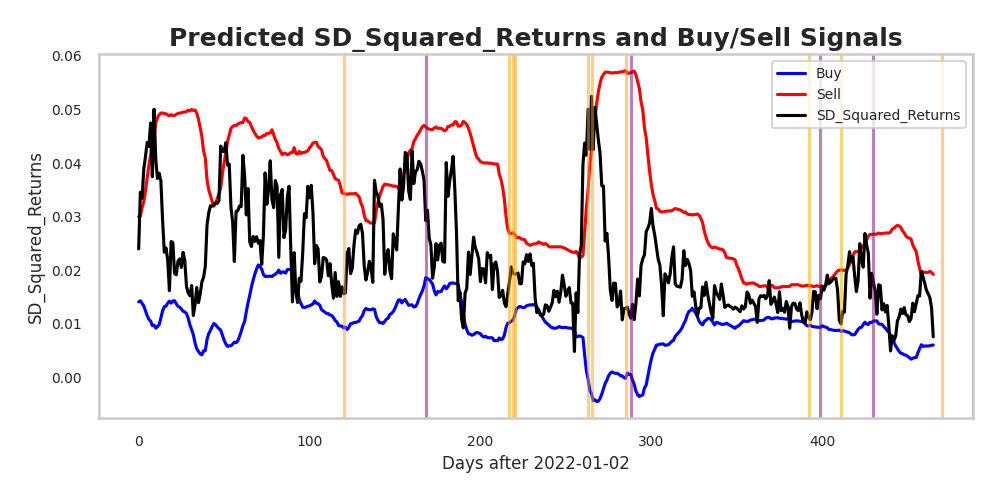 Predicted SD_Squared_Returns and Buy/Sell Signals
0.06
0.05
0.04
0.03
0.02
0.01
0.00
SD_Squared_Returns
Buy
Sell
SD_Squared_Returns
0
100
200
300
400
Days after 2022-01-02